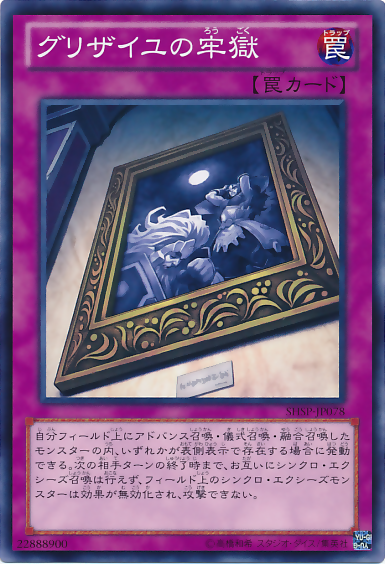 グリザイユの牢獄
罠
【罠カード】
SHSP-JP078
自分フィールド上にアドバンス召喚・儀式召喚・融合召喚した
モンスターの内、いずれかが表側表示で存在する場合に発動
できる。次の相手ターンの終了時まで、お互いにシンクロ・エク
シーズ召喚は行えず、フィールド上のシンクロ・エクシーズモン
スターは効果が無効化され、攻撃できない。
22888900
©高橋和希 スタジオ・ダイス/集英社